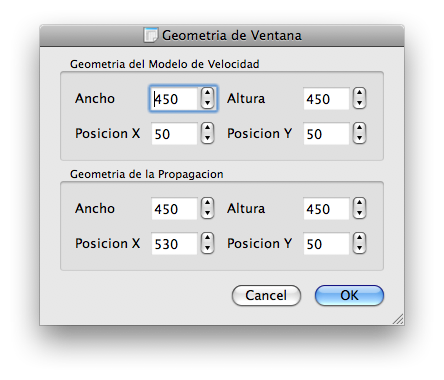 Geometria de Ventana
Geometria del Modelo de Velocidad
Ancho 450 Altura 450
Posicion X 50 Posicion Y 50
Geometria de la Propagacion
Ancho 450 Altura 450
Posicion X 530 Posicion Y 50
Cancel OK